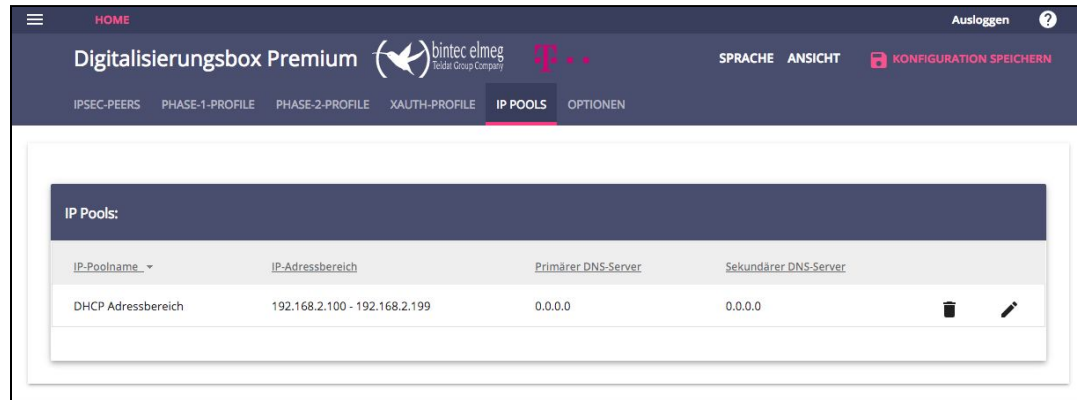 HOME
Ausloggen ?
Digitalisierungsbox Premium bintec elmeg
Teldat Group Company
T
SPRACHE ANSICHT KONFIGURATION SPEICHERN
IPSEC-PEERS PHASE-1-PROFILE PHASE-2-PROFILE XAUTH-PROFILE IP POOLS OPTIONEN
IP Pools:
IP-Poolname IP-Adressbereich Primärer DNS-Server Sekundärer DNS-Server
DHCP Adressbereich 192.168.2.100 - 192.168.2.199 0.0.0.0 0.0.0.0